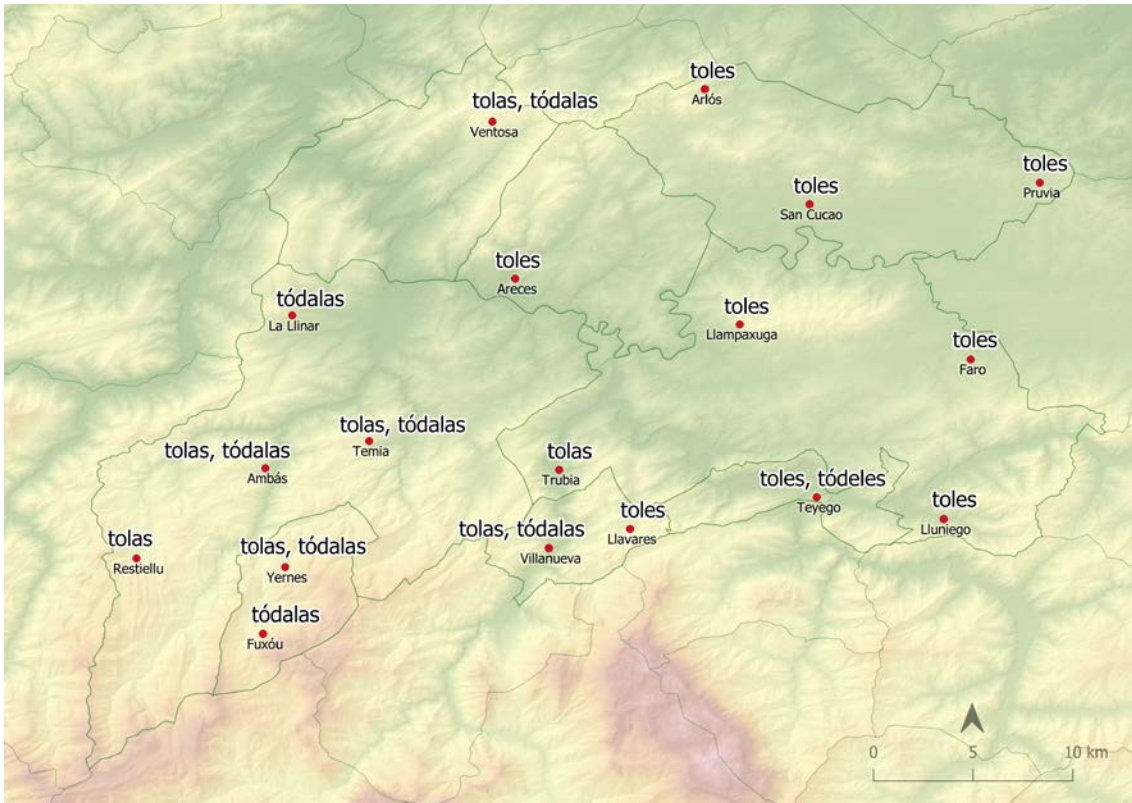 toles
Arlós
tolas, tódalas
Ventosa
toles
Pruvia
toles
San Cucao
toles
Areces
tódalas
La Llinar
toles
Llampaxuga
toles
Faro
tolas, tódalas
Temia
tolas, tódalas
Ambás
tolas
Trubia
toles, tódeles
Teyego
toles
Lluniego
toles
Llavares
tolas, tódalas
Villanueva
tolas
Restiellu
tolas, tódalas
Yernes
tódalas
Fuxóu
0 5 10 km